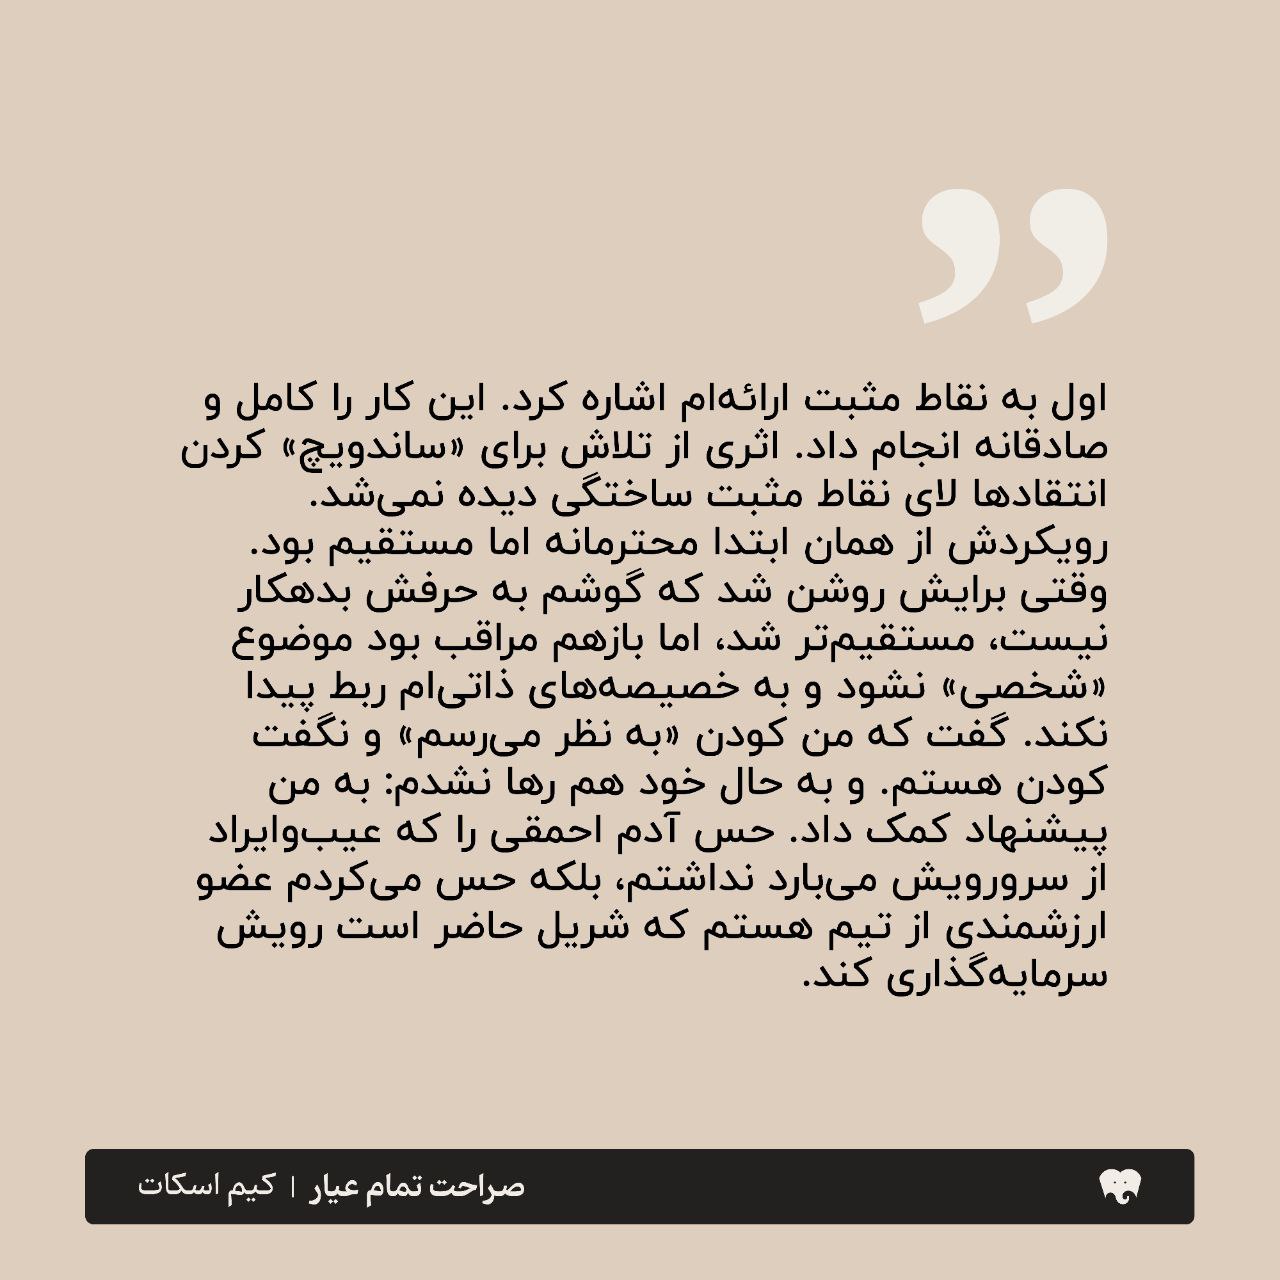 اول به نقاط مثبت ارائه‌ام اشاره کرد. این کار را کامل و
صادقانه انجام داد. اثری از تلاش برای «ساندویچ» کردن
انتقادها لای نقاط مثبت ساختگی دیده نمی‌شد.
رویکردش از همان ابتدا محترمانه اما مستقیم بود.
وقتی برایش روشن شد که گوشم به حرفش بدهکار
نیست، مستقیم‌تر شد، اما بازهم مراقب بود موضوع
«شخصی» نشود و به خصیصه‌های ذاتی‌ام ربط پیدا
نکند. گفت که من کودن «به نظر می‌رسم» و نگفت
کودن هستم. و به حال خود هم رها نشدم: به من
پیشنهاد کمک داد. حس آدم احمقی را که عیب‌وایراد
از سرورویش می‌بارد نداشتم، بلکه حس می‌کردم عضو
ارزشمندی از تیم هستم که شریل حاضر است رویش
سرمایه‌گذاری کند.
صراحت تمام عیار | کیم اسکات